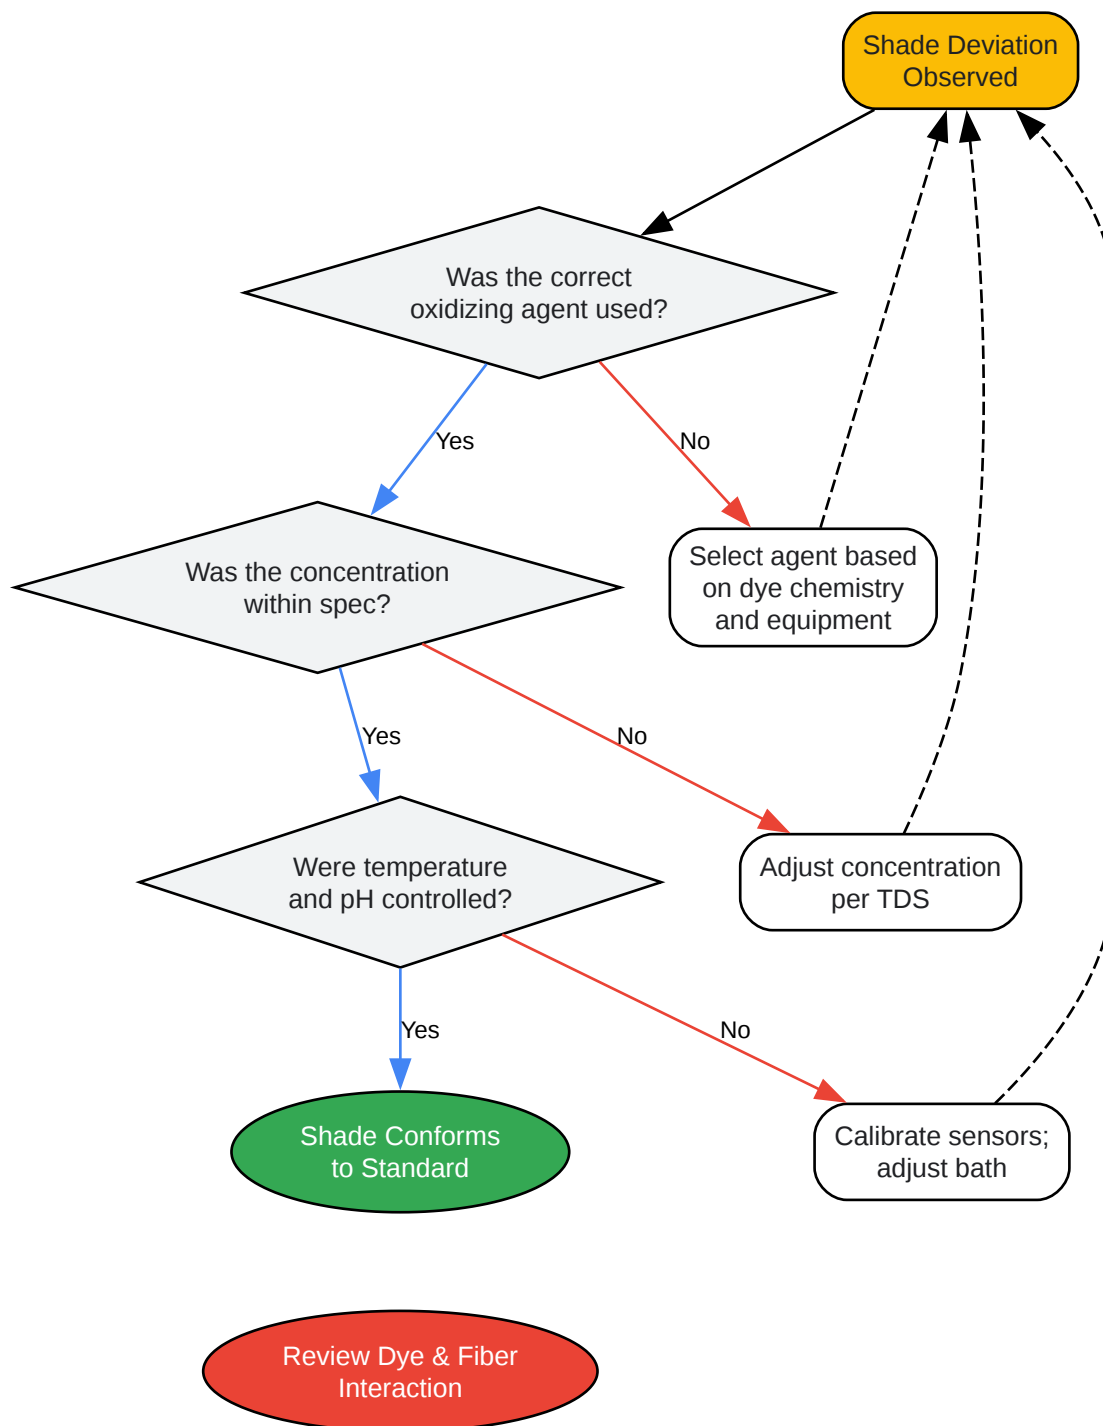 Shade Deviation
Observed
Was the correct
oxidizing agent used?
Yes
No
Was the concentration
within spec?
Select agent based
on dye chemistry
and equipment
Yes
No
Were temperature
and pH controlled?
Adjust concentration
per TDS
Yes
No
Shade Conforms
to Standard
Calibrate sensors;
adjust bath
Review Dye & Fiber
Interaction